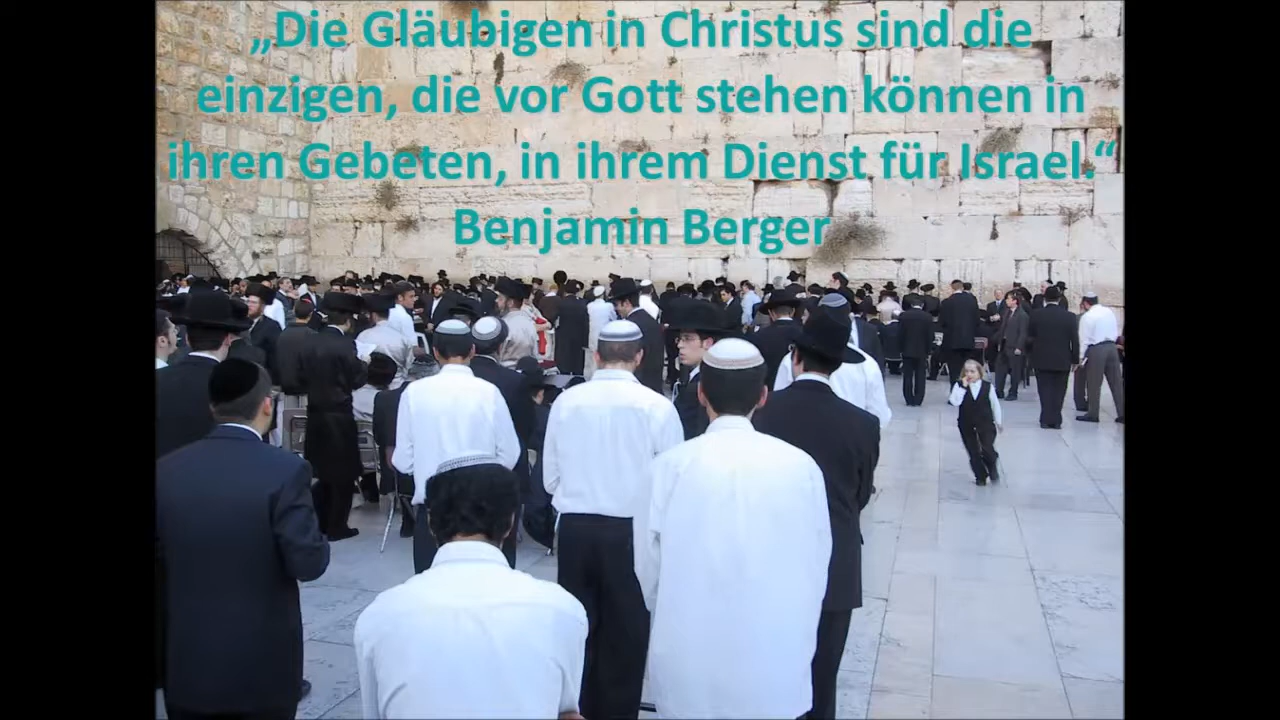 „Die Gläubigen in Christus sind die
einzigen, die vor Gott stehen können in
ihren Gebeten, in ihrem Dienst für Israel.“
Benjamin Berger